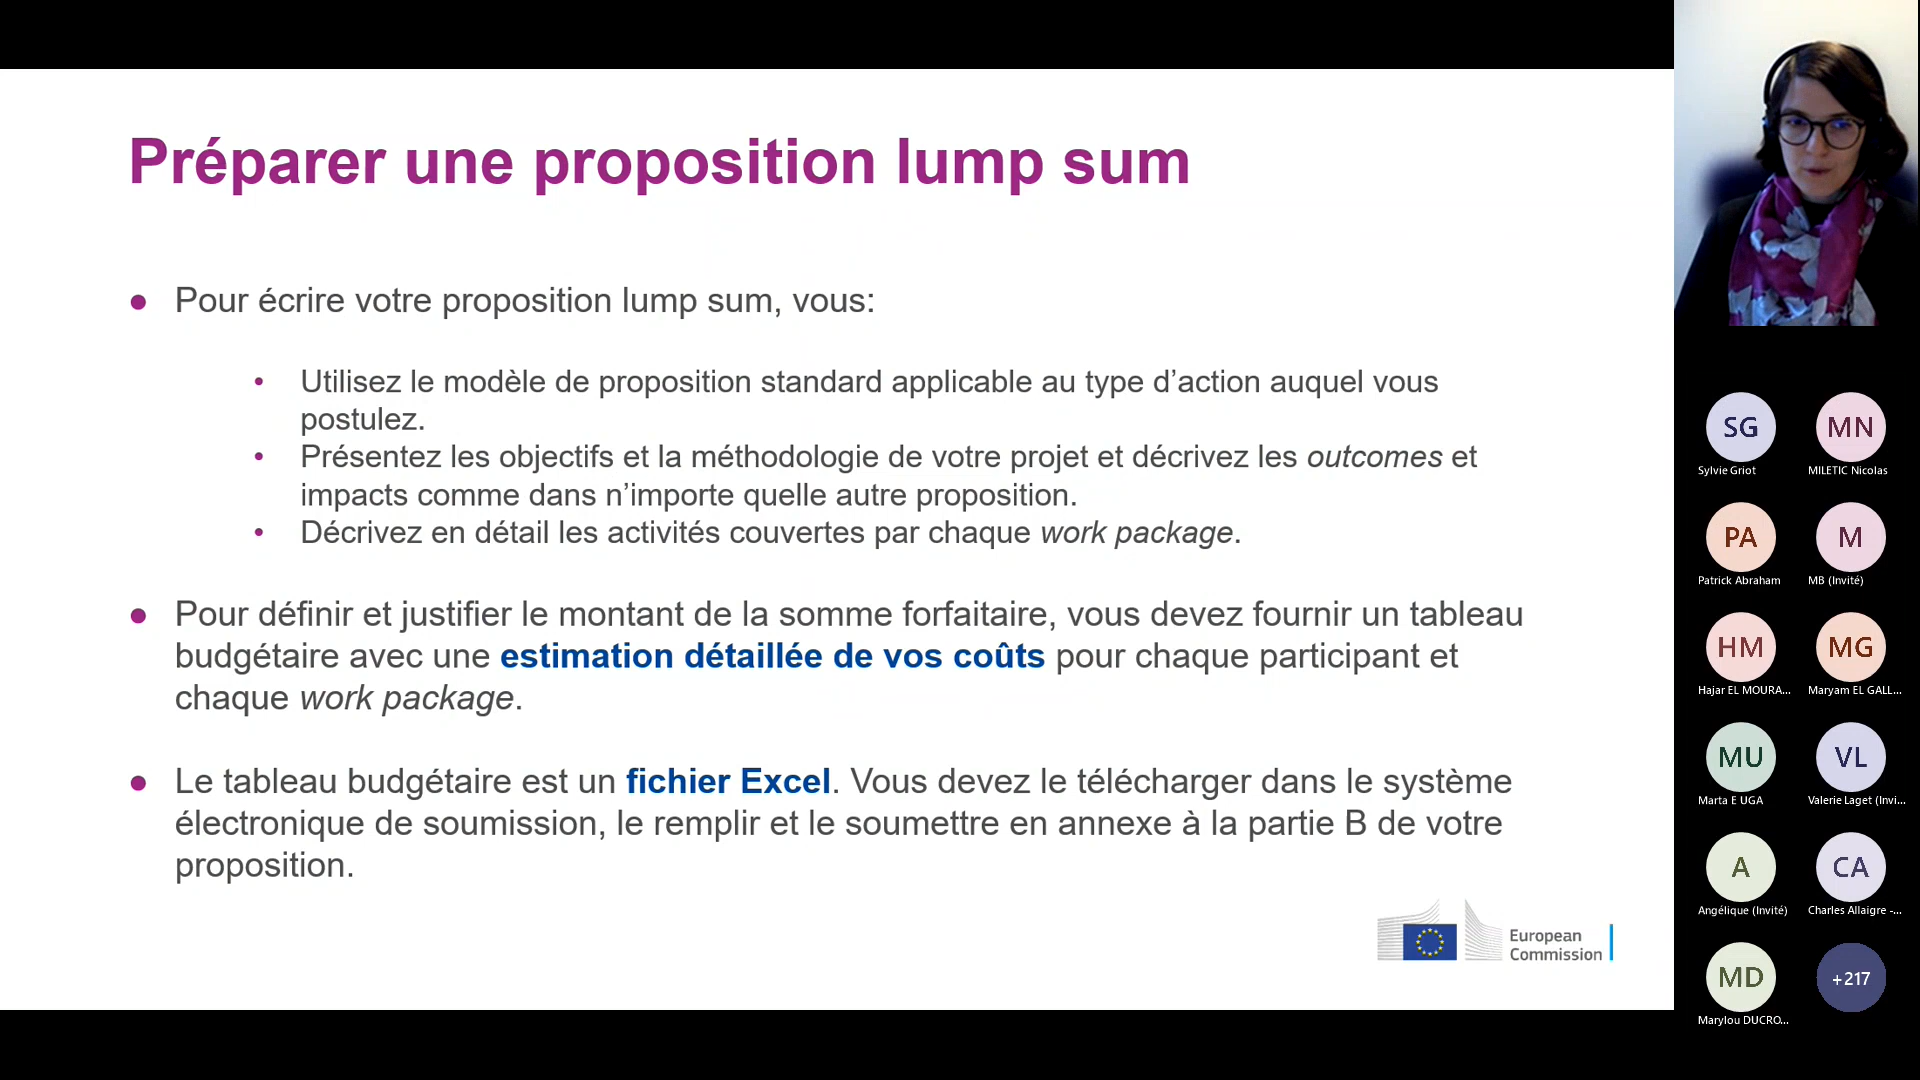 Préparer une proposition lump sum
● Pour écrire votre proposition lump sum, vous:
• Utilisez le modèle de proposition standard applicable au type d’action auquel vous
postulez.
• Présentez les objectifs et la méthodologie de votre projet et décrivez les outcomes et
impacts comme dans n’importe quelle autre proposition.
• Décrivez en détail les activités couvertes par chaque work package.
● Pour définir et justifier le montant de la somme forfaitaire, vous devez fournir un tableau
budgétaire avec une estimation détaillée de vos coûts pour chaque participant et
chaque work package.
● Le tableau budgétaire est un fichier Excel. Vous devez le télécharger dans le système
électronique de soumission, le remplir et le soumettre en annexe à la partie B de votre
proposition.
European
Commission
SG
Sylvie Griot
MN
MILETIC Nicolas
PA
Patrick Abraham
M
MB (Invité)
HM
Hajar EL MOURA...
MG
Maryam EL GALL...
MU
Marta E UGA
VL
Valerie Laget (Invi...
A
Angélique (Invité)
CA
Charles Allaigre -...
MD
Marylou DUCRO...
+217